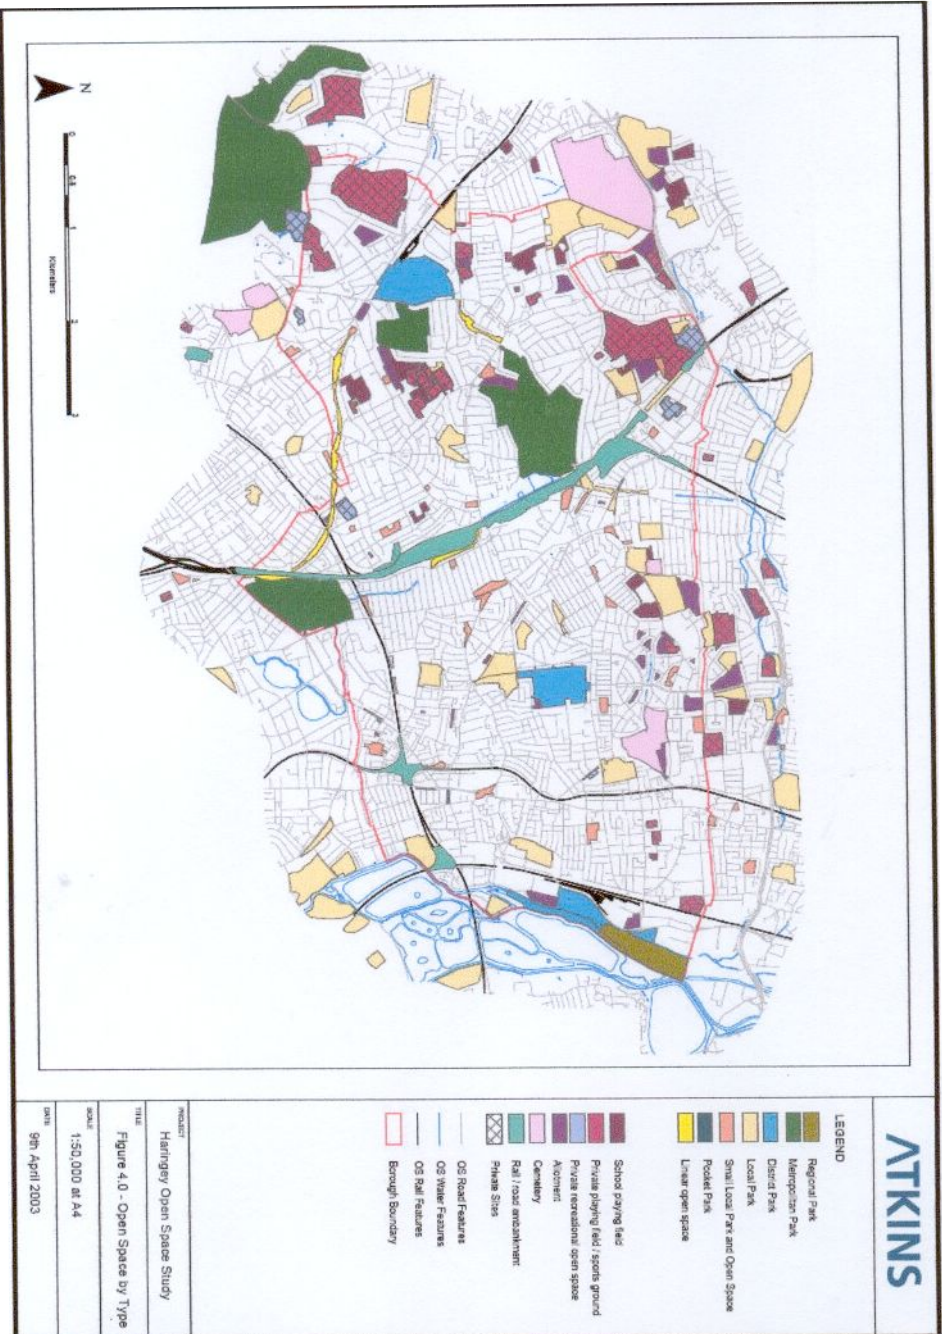 ATKINS
LEGEND
Regional Park
Metropolitan Park
District Park
Local Park
Small Local Park and Open Space
Pocket Park
Linear open space
School playing field
Private playing field / sports ground
Private recreational open space
Allotment
Cemetery
Rail / road embankment
Private Sites
OS Road Features
OS Water Features
OS Rail Features
Borough Boundary
PROJECT
Haringey Open Space Study
TITLE
Figure 4.0 - Open Space by Type
SCALE
1:50,000 at A4
DATE
9th April 2003
N
0 0.5 1 2 3
Kilometers